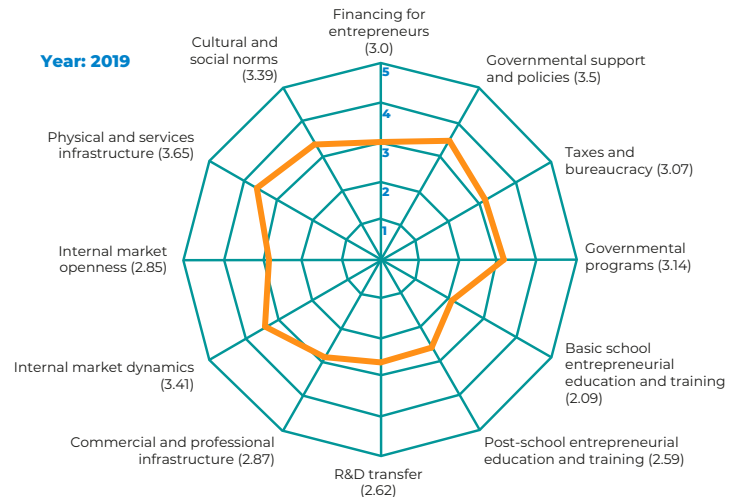 Year: 2019
Financing for
entrepreneurs
(3.0)
Governmental support
and policies (3.5)
Taxes and
bureaucracy (3.07)
Governmental
programs (3.14)
Basic school
entrepreneurial
education and training
(2.09)
Post-school entrepreneurial
education and training (2.59)
R&D transfer
(2.62)
Commercial and professional
infrastructure (2.87)
Internal market dynamics
(3.41)
Internal market
openness (2.85)
Physical and services
infrastructure (3.65)
Cultural and
social norms
(3.39)
5
4
3
2
1